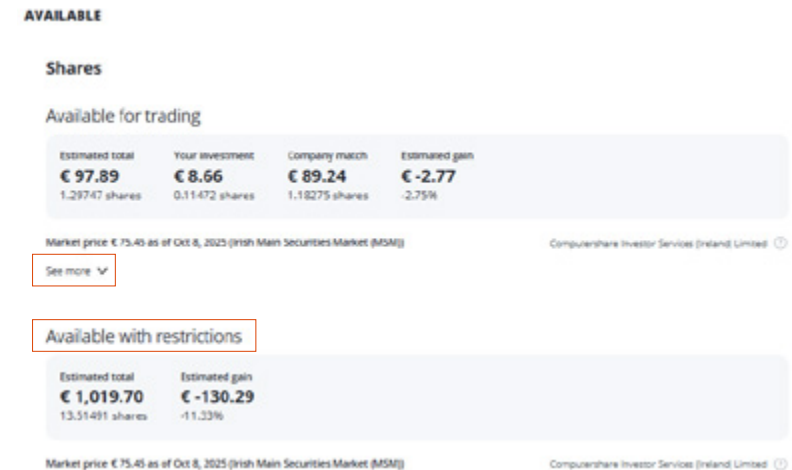 AVAILABLE
Shares
Available for trading
Estimated total Your investment Company match Estimated gain
€ 97.89 € 8.66 € 89.24 € -2.77
1.29747 shares 0.11472 shares 1.18275 shares -2.75%
Market price € 75.45 as of Oct 8, 2025 (Irish Main Securities Market (MSM)) Computershare Investor Services (Ireland) Limited
See more
Available with restrictions
Estimated total Estimated gain
€ 1,019.70 € -130.29
13.51491 shares -11.33%
Market price € 75.45 as of Oct 8, 2025 (Irish Main Securities Market (MSM)) Computershare Investor Services (Ireland) Limited